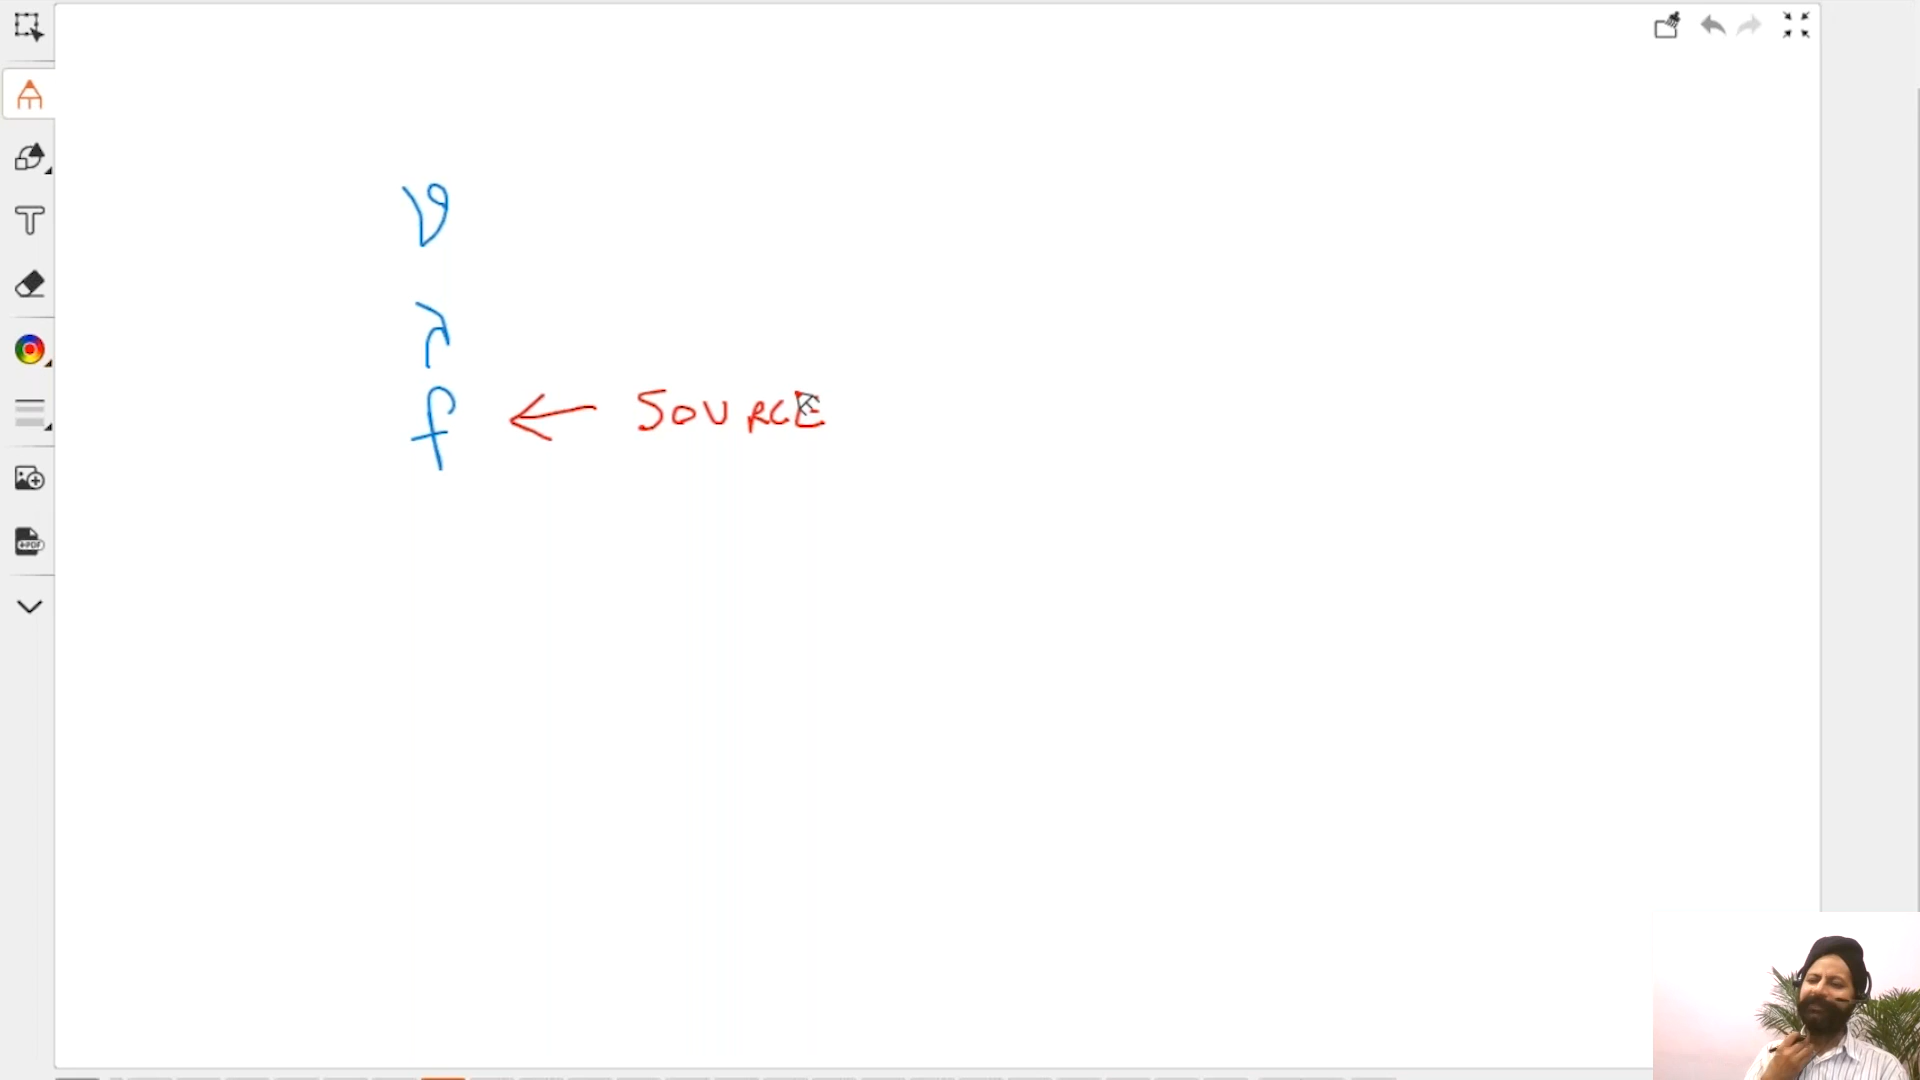 v
λ
f ← SOURCE